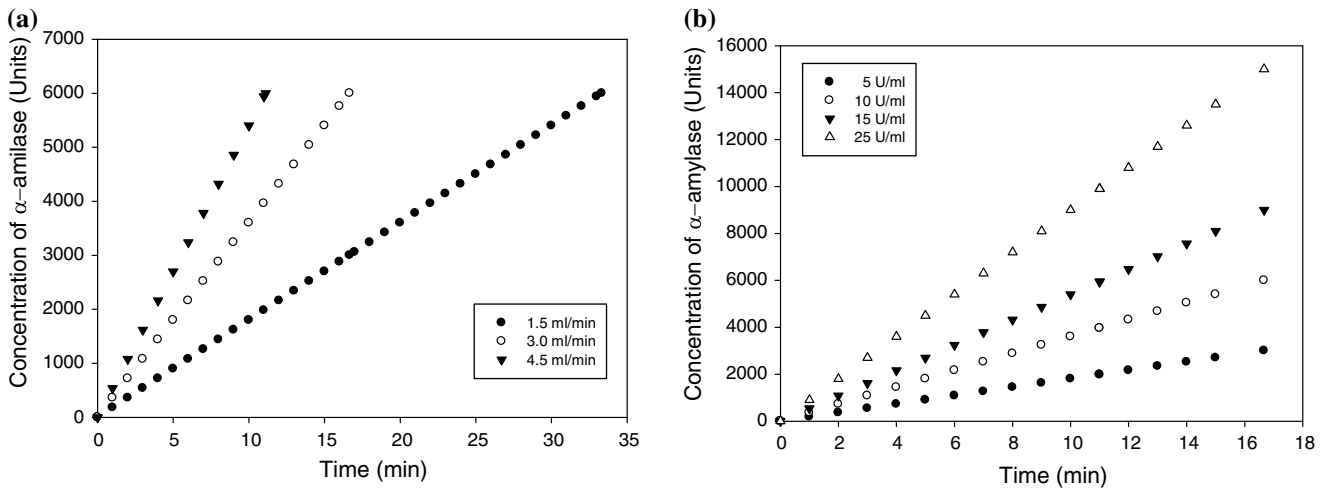 (a)
Concentration of α–amilase (Units)
7000
6000
5000
4000
3000
2000
1000
0
1.5 ml/min
3.0 ml/min
4.5 ml/min
0 5 10 15 20 25 30 35
Time (min)
(b)
Concentration of α–amylase (Units)
16000
14000
12000
10000
8000
6000
4000
2000
0
5 U/ml
10 U/ml
15 U/ml
25 U/ml
0 2 4 6 8 10 12 14 16 18
Time (min)